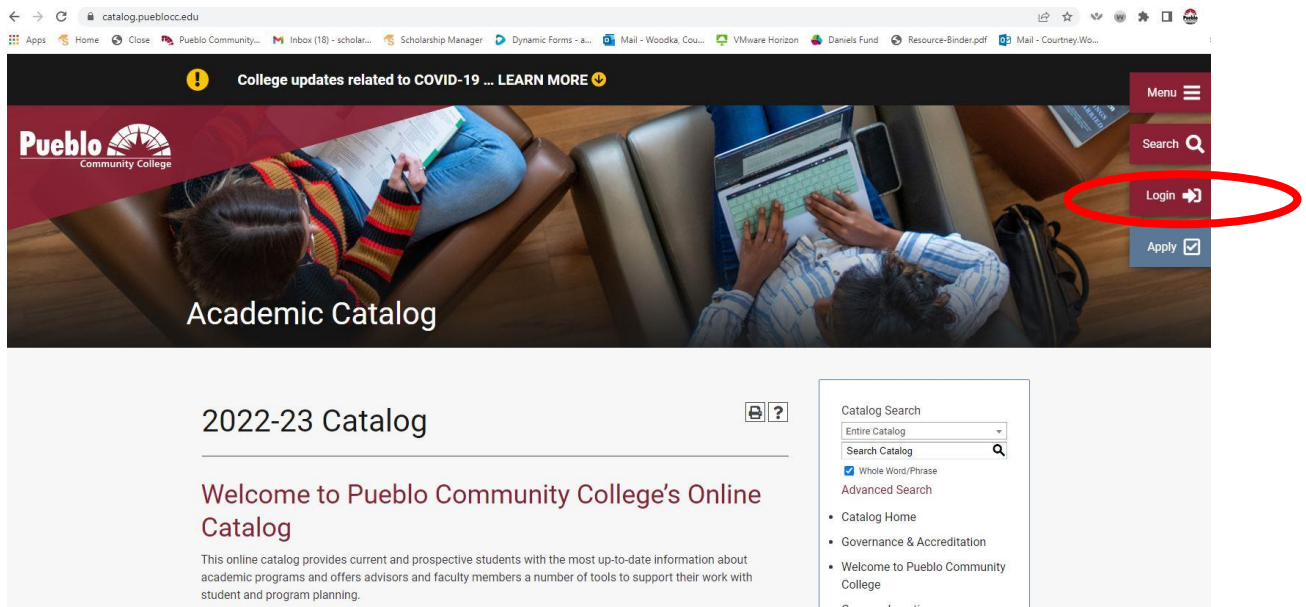 catalog.pueblocc.edu
Apps Home Close Pueblo Community... Inbox (18) - scholar... Scholarship Manager Dynamic Forms - a... Mail - Woodka, Cou... VMware Horizon Daniels Fund Resource-Binder.pdf Mail - Courtney.Wo...
College updates related to COVID-19 ... LEARN MORE
Menu
Pueblo
Community College
Search
Login
Apply
Academic Catalog
2022-23 Catalog
?
Welcome to Pueblo Community College's Online
Catalog
This online catalog provides current and prospective students with the most up-to-date information about
academic programs and offers advisors and faculty members a number of tools to support their work with
student and program planning.
Catalog Search
Entire Catalog
Search Catalog
Whole Word/Phrase
Advanced Search
• Catalog Home
• Governance & Accreditation
• Welcome to Pueblo Community
College